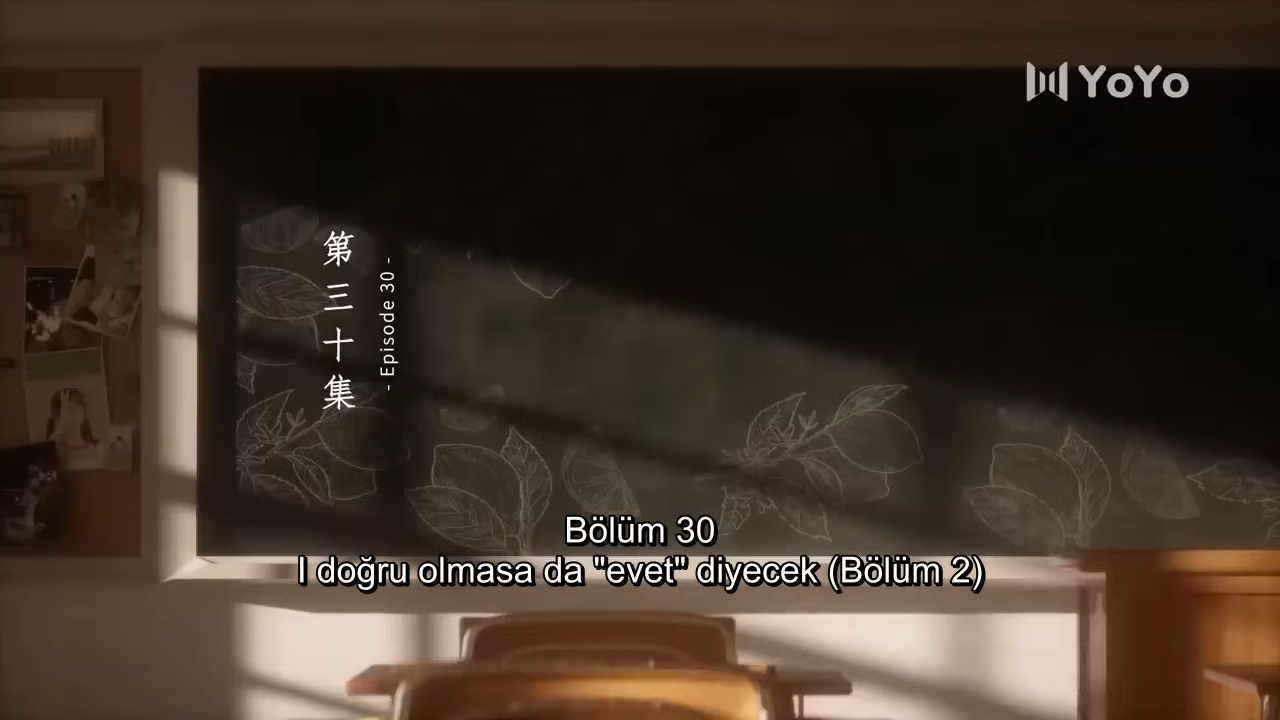 YoYo
第三十集
- Episode 30 -
Bölüm 30
I doğru olmasa da "evet" diyecek (Bölüm 2)